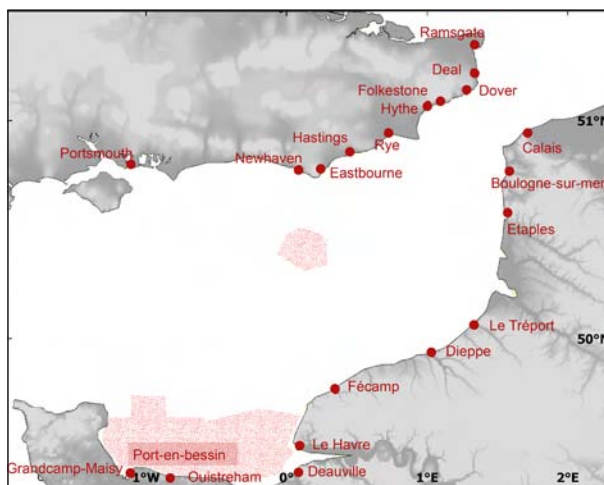 Ramsgate
Deal
Folkestone
Dover
Hythe
51°N
Hastings
Rye
Calais
Portsmouth
Newhaven
Eastbourne
Boulogne-sur-mer
Etaples
Le Tréport
50°N
Dieppe
Fécamp
Le Havre
Port-en-bessin
Grandcamp-Maisy
1°W
Ouistreham
0°
Deauville
1°E
2°